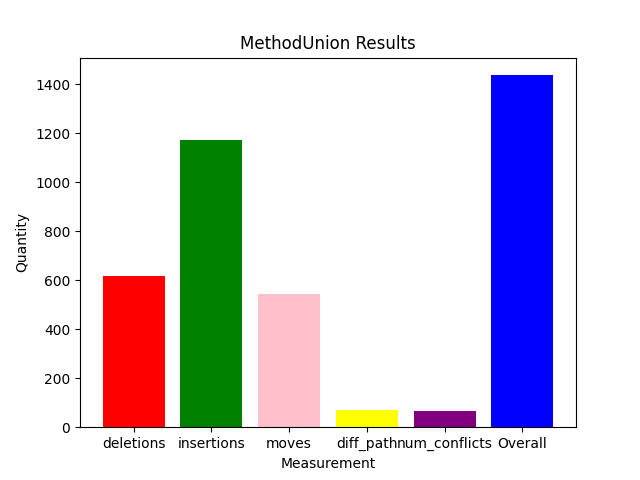 MethodUnion Results
1400
1200
1000
800
600
400
200
0
Quantity
deletions insertions moves diff_path num_conflicts Overall
Measurement